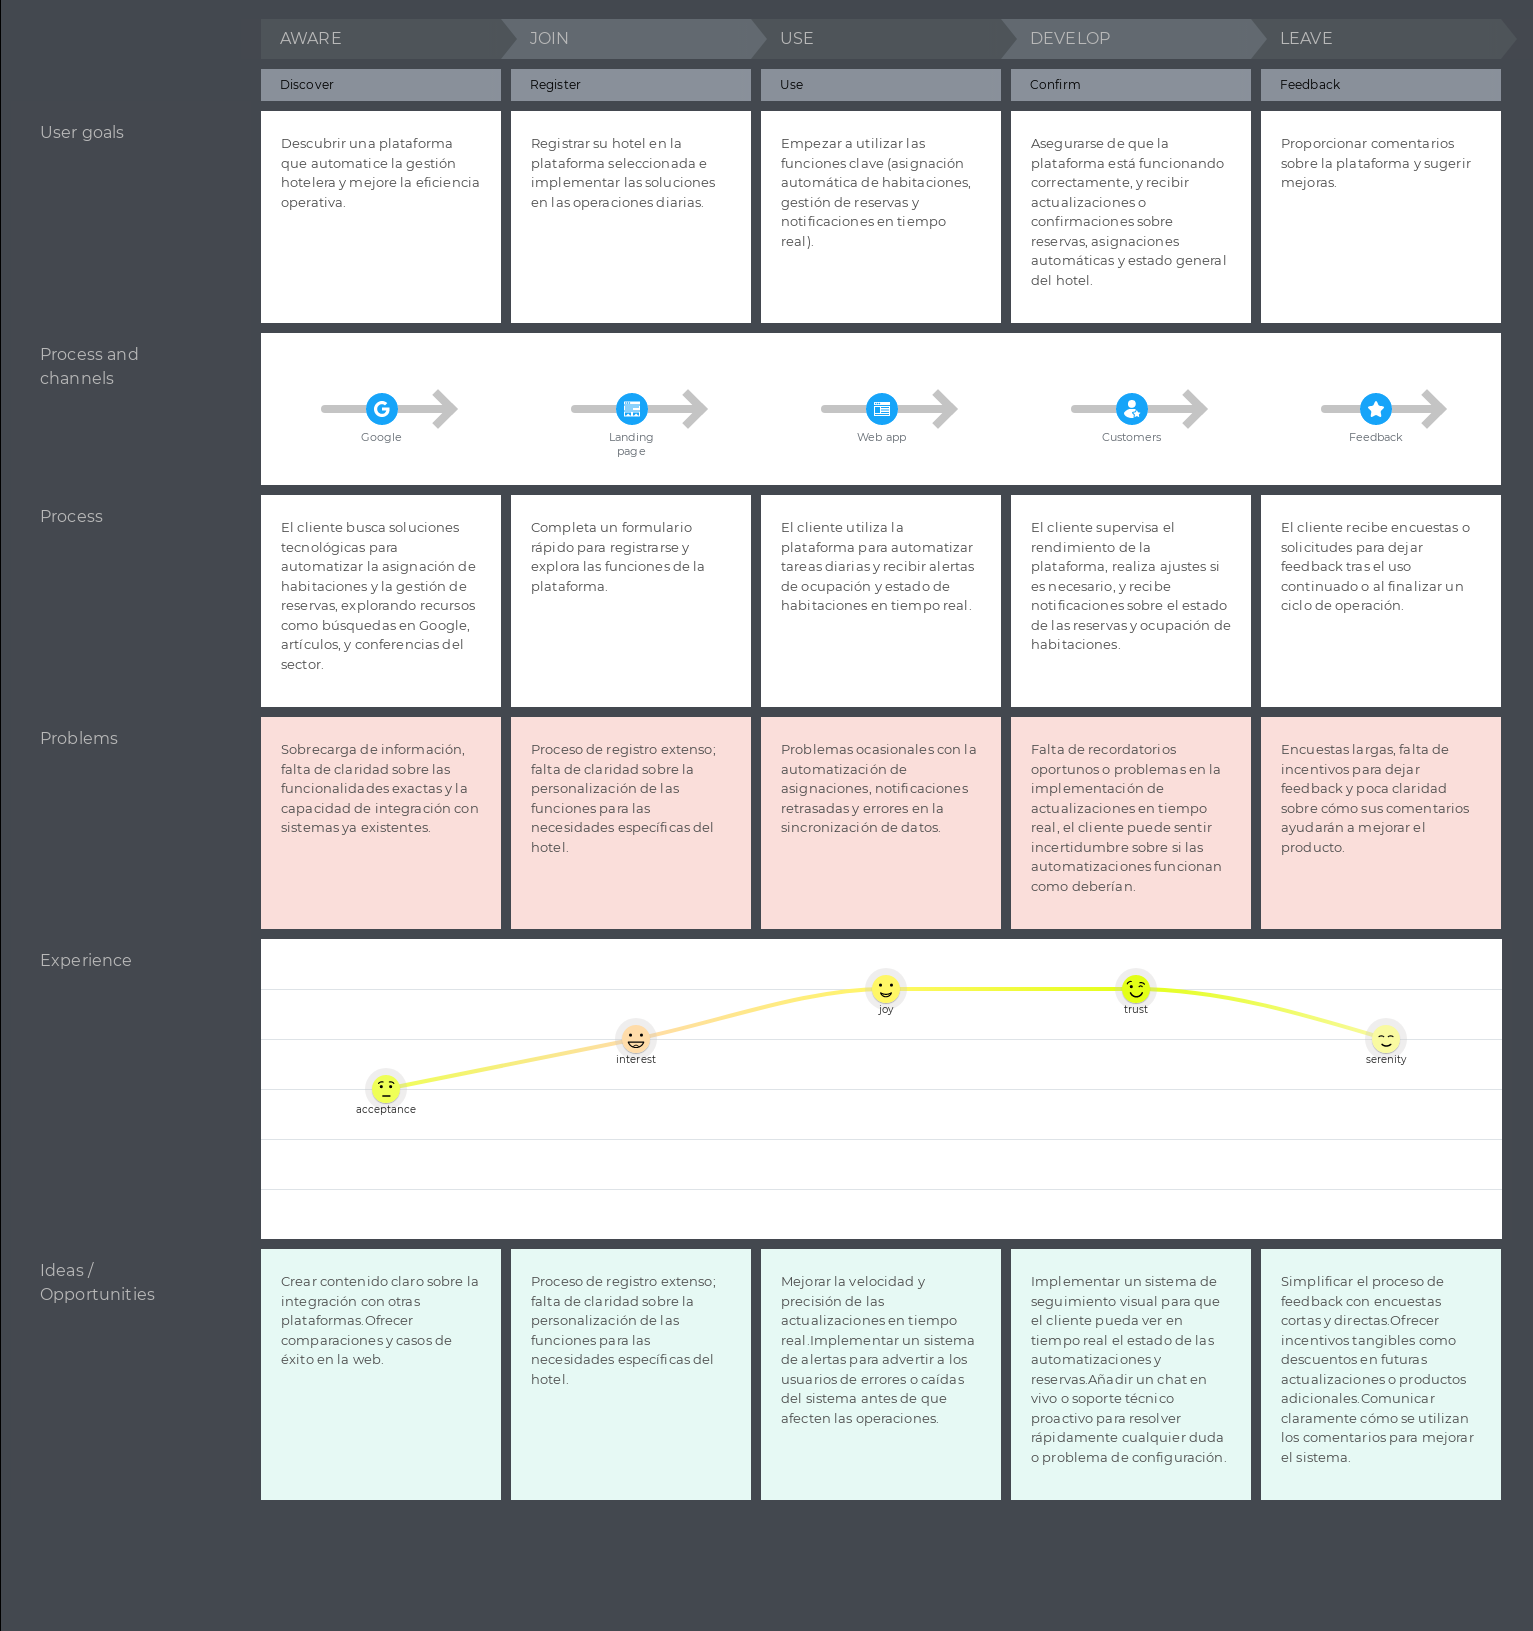 AWARE
JOIN
USE
DEVELOP
LEAVE
Discover
Register
Use
Confirm
Feedback
User goals
Descubrir una plataforma
que automatice la gestión
hotelera y mejore la eficiencia
operativa.
Registrar su hotel en la
plataforma seleccionada e
implementar las soluciones
en las operaciones diarias.
Empezar a utilizar las
funciones clave (asignación
automática de habitaciones,
gestión de reservas y
notificaciones en tiempo
real).
Asegurarse de que la
plataforma está funcionando
correctamente, y recibir
actualizaciones o
confirmaciones sobre
reservas, asignaciones
automáticas y estado general
del hotel.
Proporcionar comentarios
sobre la plataforma y sugerir
mejoras.
Process and
channels
Google
Landing
page
Web app
Customers
Feedback
Process
El cliente busca soluciones
tecnológicas para
automatizar la asignación de
habitaciones y la gestión de
reservas, explorando recursos
como búsquedas en Google,
artículos, y conferencias del
sector.
Completa un formulario
rápido para registrarse y
explora las funciones de la
plataforma.
El cliente utiliza la
plataforma para automatizar
tareas diarias y recibir alertas
de ocupación y estado de
habitaciones en tiempo real.
El cliente supervisa el
rendimiento de la
plataforma, realiza ajustes si
es necesario, y recibe
notificaciones sobre el estado
de las reservas y ocupación de
habitaciones.
El cliente recibe encuestas o
solicitudes para dejar
feedback tras el uso
continuado o al finalizar un
ciclo de operación.
Problems
Sobrecarga de información,
falta de claridad sobre las
funcionalidades exactas y la
capacidad de integración con
sistemas ya existentes.
Proceso de registro extenso;
falta de claridad sobre la
personalización de las
funciones para las
necesidades específicas del
hotel.
Problemas ocasionales con la
automatización de
asignaciones, notificaciones
retrasadas y errores en la
sincronización de datos.
Falta de recordatorios
oportunos o problemas en la
implementación de
actualizaciones en tiempo
real, el cliente puede sentir
incertidumbre sobre si las
automatizaciones funcionan
como deberían.
Encuestas largas, falta de
incentivos para dejar
feedback y poca claridad
sobre cómo sus comentarios
ayudarán a mejorar el
producto.
Experience
joy
trust
interest
serenity
acceptance
Ideas /
Opportunities
Crear contenido claro sobre la
integración con otras
plataformas.Ofrecer
comparaciones y casos de
éxito en la web.
Proceso de registro extenso;
falta de claridad sobre la
personalización de las
funciones para las
necesidades específicas del
hotel.
Mejorar la velocidad y
precisión de las
actualizaciones en tiempo
real.Implementar un sistema
de alertas para advertir a los
usuarios de errores o caídas
del sistema antes de que
afecten las operaciones.
Implementar un sistema de
seguimiento visual para que
el cliente pueda ver en
tiempo real el estado de las
automatizaciones y
reservas.Añadir un chat en
vivo o soporte técnico
proactivo para resolver
rápidamente cualquier duda
o problema de configuración.
Simplificar el proceso de
feedback con encuestas
cortas y directas.Ofrecer
incentivos tangibles como
descuentos en futuras
actualizaciones o productos
adicionales.Comunicar
claramente cómo se utilizan
los comentarios para mejorar
el sistema.